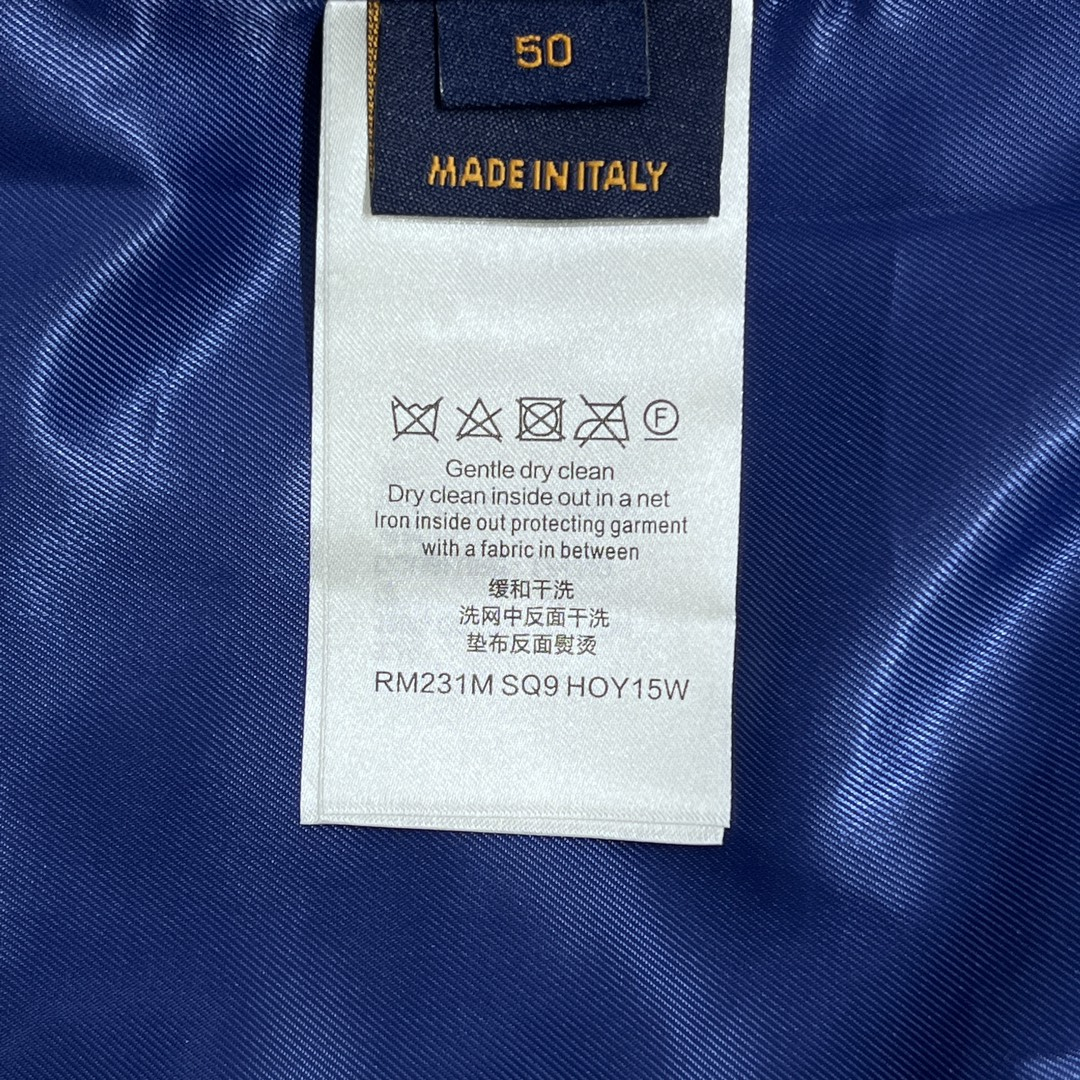 50
MADE IN ITALY
F
Gentle dry clean
Dry clean inside out in a net
Iron inside out protecting garment
with a fabric in between
缓和干洗
洗网中反面干洗
垫布反面熨烫
RM231M SQ9 HOY15W